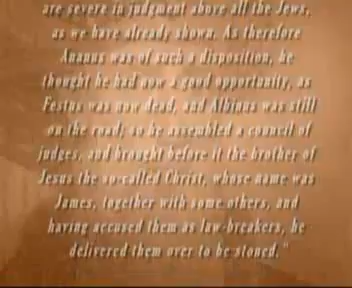 are severe in judgment above all the Jews,
as we have already shown. As therefore
Ananus was of such a disposition, he
thought he had now a good opportunity, as
Festus was now dead, and Albinus was still
on the road; so he assembled a council of
judges, and brought before it the brother of
Jesus the so-called Christ, whose name was
James, together with some others, and
having accused them as law-breakers, he
delivered them over to be stoned."